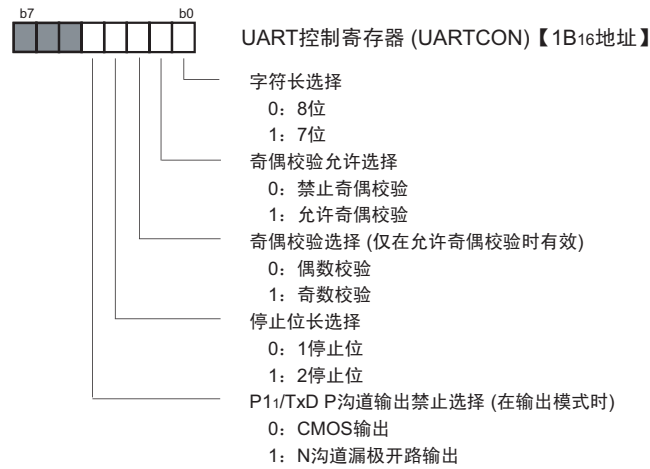 b7 b0
UART控制寄存器 (UARTCON)【1B16地址】
字符长选择
0：8位
1：7位
奇偶校验允许选择
0：禁止奇偶校验
1：允许奇偶校验
奇偶校验选择 (仅在允许奇偶校验时有效)
0：偶数校验
1：奇数校验
停止位长选择
0：1停止位
1：2停止位
P11/TxD P沟道输出禁止选择 (在输出模式时)
0：CMOS输出
1：N沟道漏极开路输出